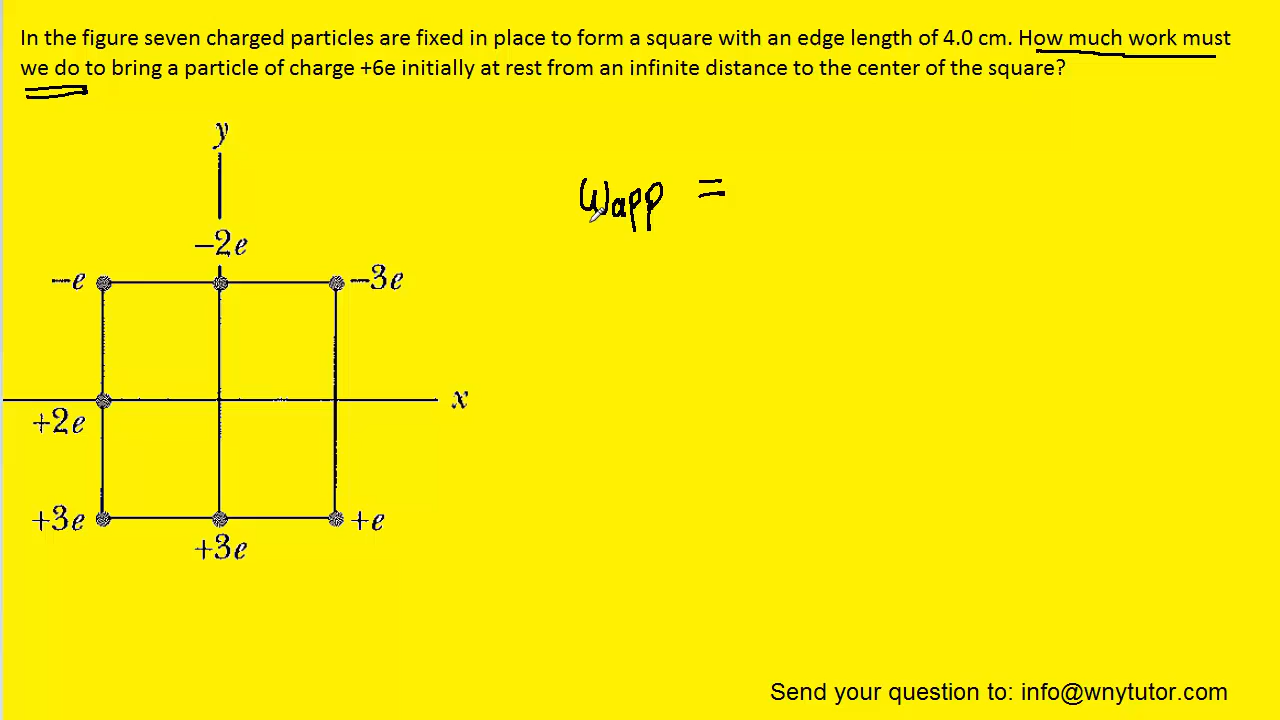 In the figure seven charged particles are fixed in place to form a square with an edge length of 4.0 cm. How much work must
we do to bring a particle of charge +6e initially at rest from an infinite distance to the center of the square?
y
−2e
−e
−3e
x
+2e
+3e
+e
+3e
Wapp =
Send your question to: info@wnytutor.com